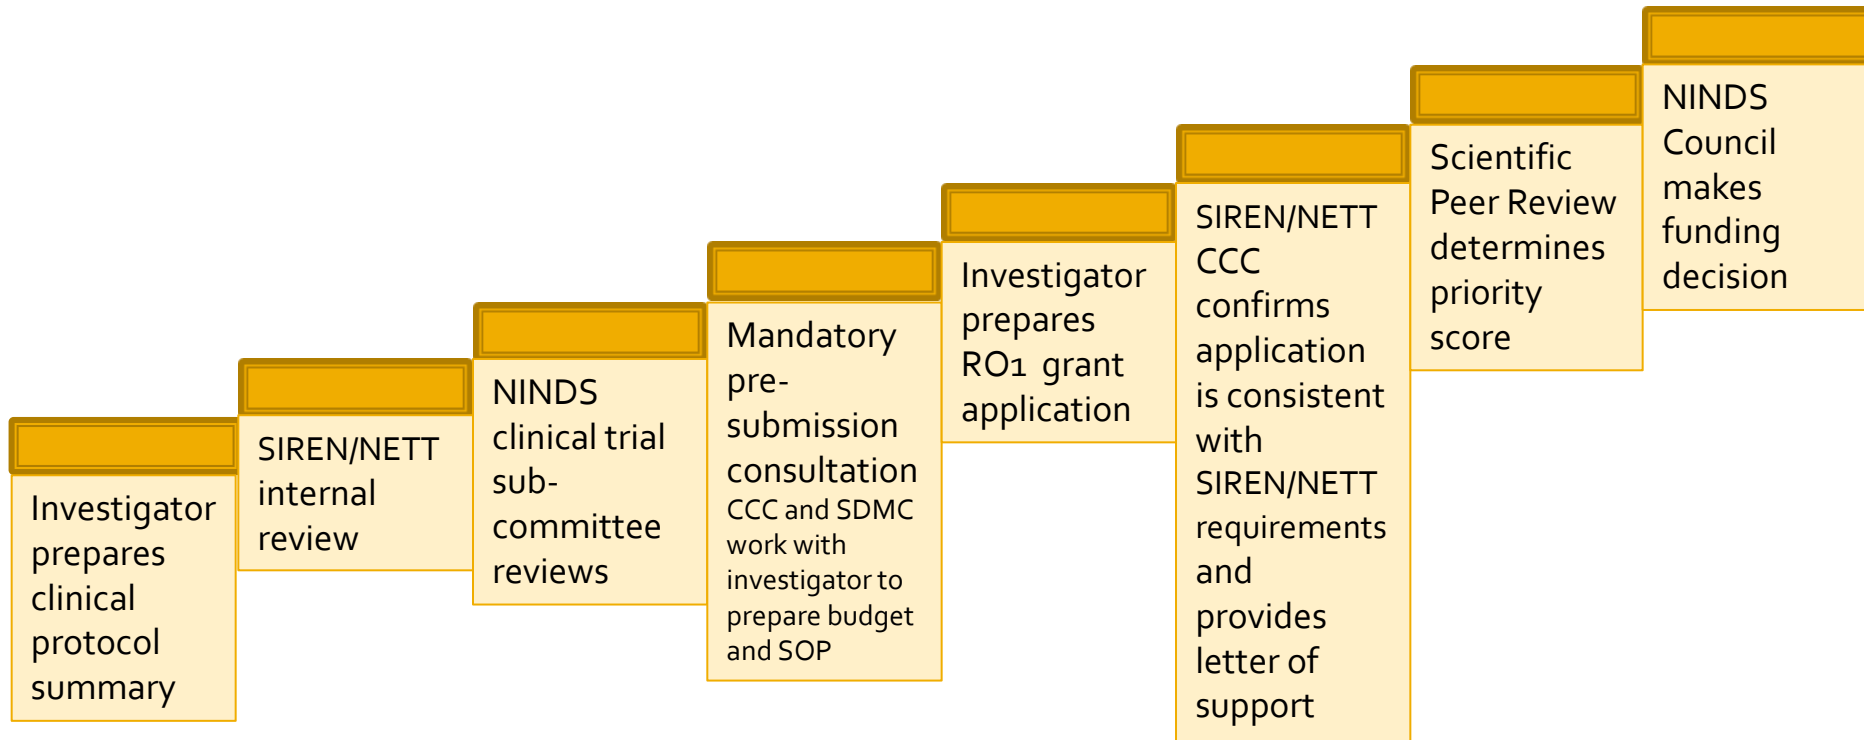 Investigator
prepares
clinical
protocol
summary
SIREN/NETT
internal
review
NINDS
clinical trial
sub-
committee
reviews
Mandatory
pre-
submission
consultation
CCC and SDMC
work with
investigator to
prepare budget
and SOP
Investigator
prepares
RO1 grant
application
SIREN/NETT
CCC
confirms
application
is consistent
with
SIREN/NETT
requirements
and
provides
letter of
support
Scientific
Peer Review
determines
priority
score
NINDS
Council
makes
funding
decision